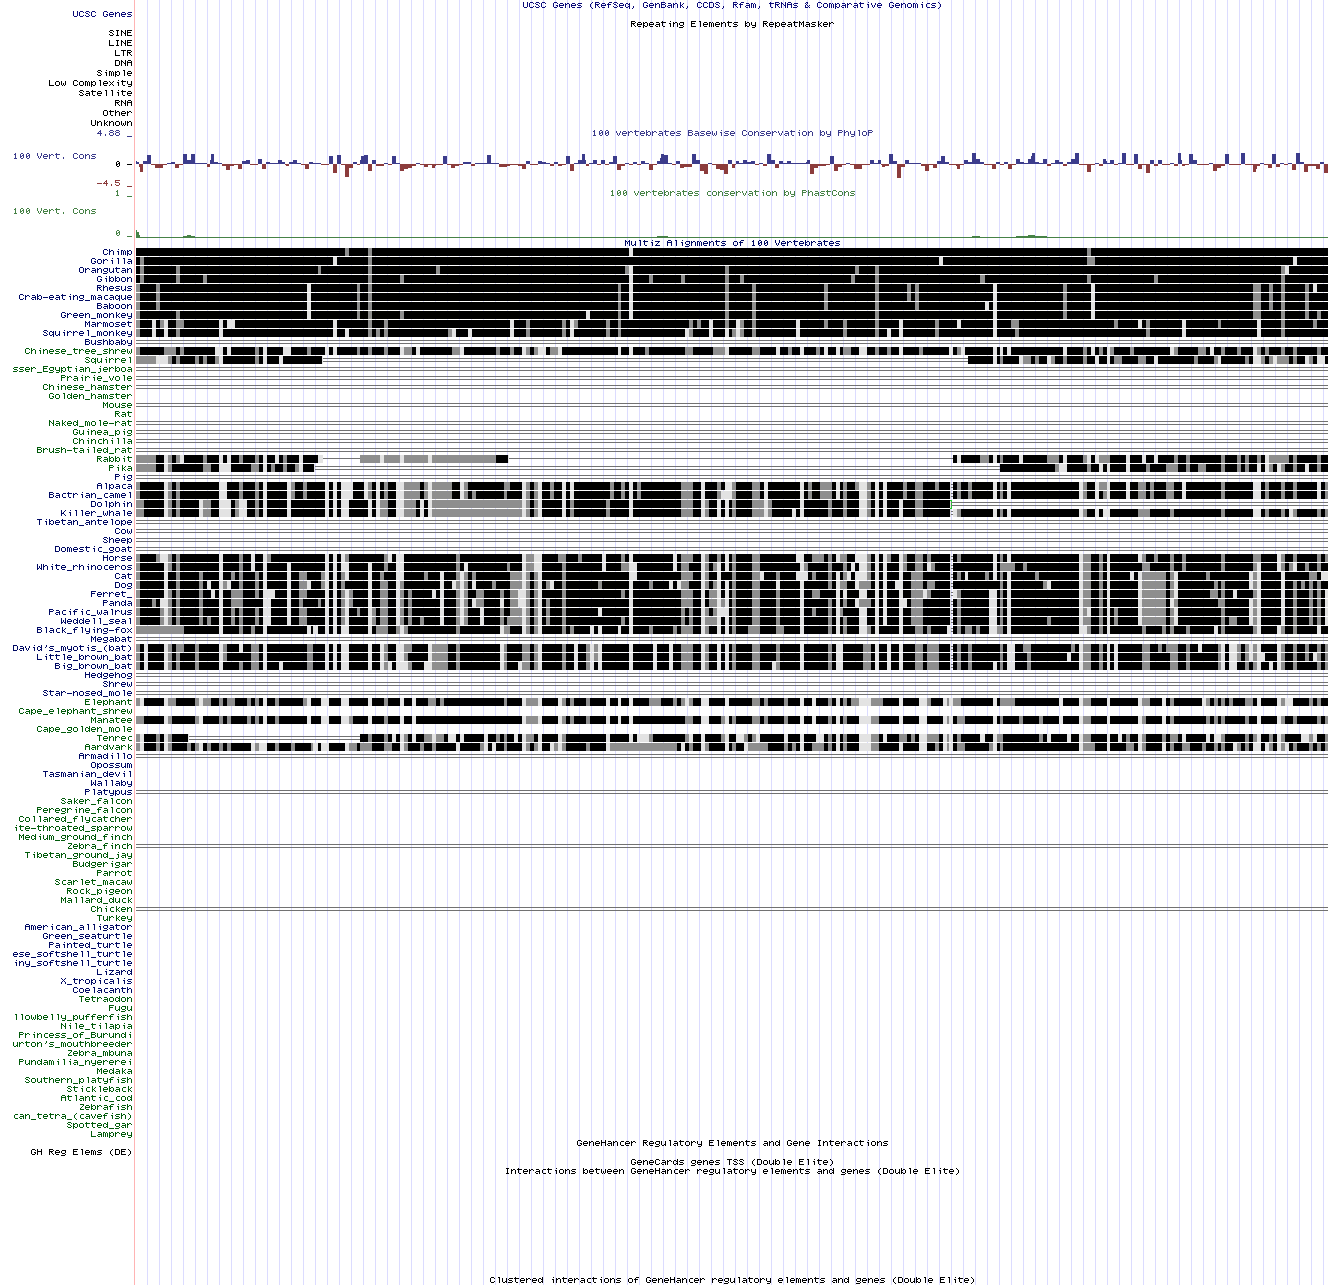 UCSC Genes (RefSeq, GenBank, CCDS, Rfam, tRNAs & Comparative Genomics)
UCSC Genes
Repeating Elements by RepeatMasker
SINE
LINE
LTR
DNA
Simple
Low Complexity
Satellite
RNA
Other
Unknown
4.88 _
100 vertebrates Basewise Conservation by PhyloP
100 Vert. Cons
0 _
-4.5 _
1 _
100 vertebrates conservation by PhastCons
100 Vert. Cons
0 _
Multiz Alignments of 100 Vertebrates
Chimp
Gorilla
Orangutan
Gibbon
Rhesus
Crab-eating_macaque
Baboon
Green_monkey
Marmoset
Squirrel_monkey
Bushbaby
Chinese_tree_shrew
Squirrel
sser_Egyptian_jerboa
Prairie_vole
Chinese_hamster
Golden_hamster
Mouse
Rat
Naked_mole-rat
Guinea_pig
Chinchilla
Brush-tailed_rat
Rabbit
Pika
Pig
Alpaca
Bactrian_camel
Dolphin
Killer_whale
Tibetan_antelope
Cow
Sheep
Domestic_goat
Horse
White_rhinoceros
Cat
Dog
Ferret_
Panda
Pacific_walrus
Weddell_seal
Black_flying-fox
Megabat
David's_myotis_(bat)
Little_brown_bat
Big_brown_bat
Hedgehog
Shrew
Star-nosed_mole
Elephant
Cape_elephant_shrew
Manatee
Cape_golden_mole
Tenrec
Aardvark
Armadillo
Opossum
Tasmanian_devil
Wallaby
Platypus
Saker_falcon
Peregrine_falcon
Collared_flycatcher
ite-throated_sparrow
Medium_ground_finch
Zebra_finch
Tibetan_ground_jay
Budgerigar
Parrot
Scarlet_macaw
Rock_pigeon
Mallard_duck
Chicken
Turkey
American_alligator
Green_seaturtle
Painted_turtle
ese_softshell_turtle
iny_softshell_turtle
Lizard
X_tropicalis
Coelacanth
Tetraodon
Fugu
llowbelly_pufferfish
Nile_tilapia
Princess_of_Burundi
urton's_mouthbreeder
Zebra_mbuna
Pundamilia_nyererei
Medaka
Southern_platyfish
Stickleback
Atlantic_cod
Zebrafish
can_tetra_(cavefish)
Spotted_gar
Lamprey
GeneHancer Regulatory Elements and Gene Interactions
GH Reg Elems (DE)
GeneCards genes TSS (Double Elite)
Interactions between GeneHancer regulatory elements and genes (Double Elite)
Clustered interactions of GeneHancer regulatory elements and genes (Double Elite)